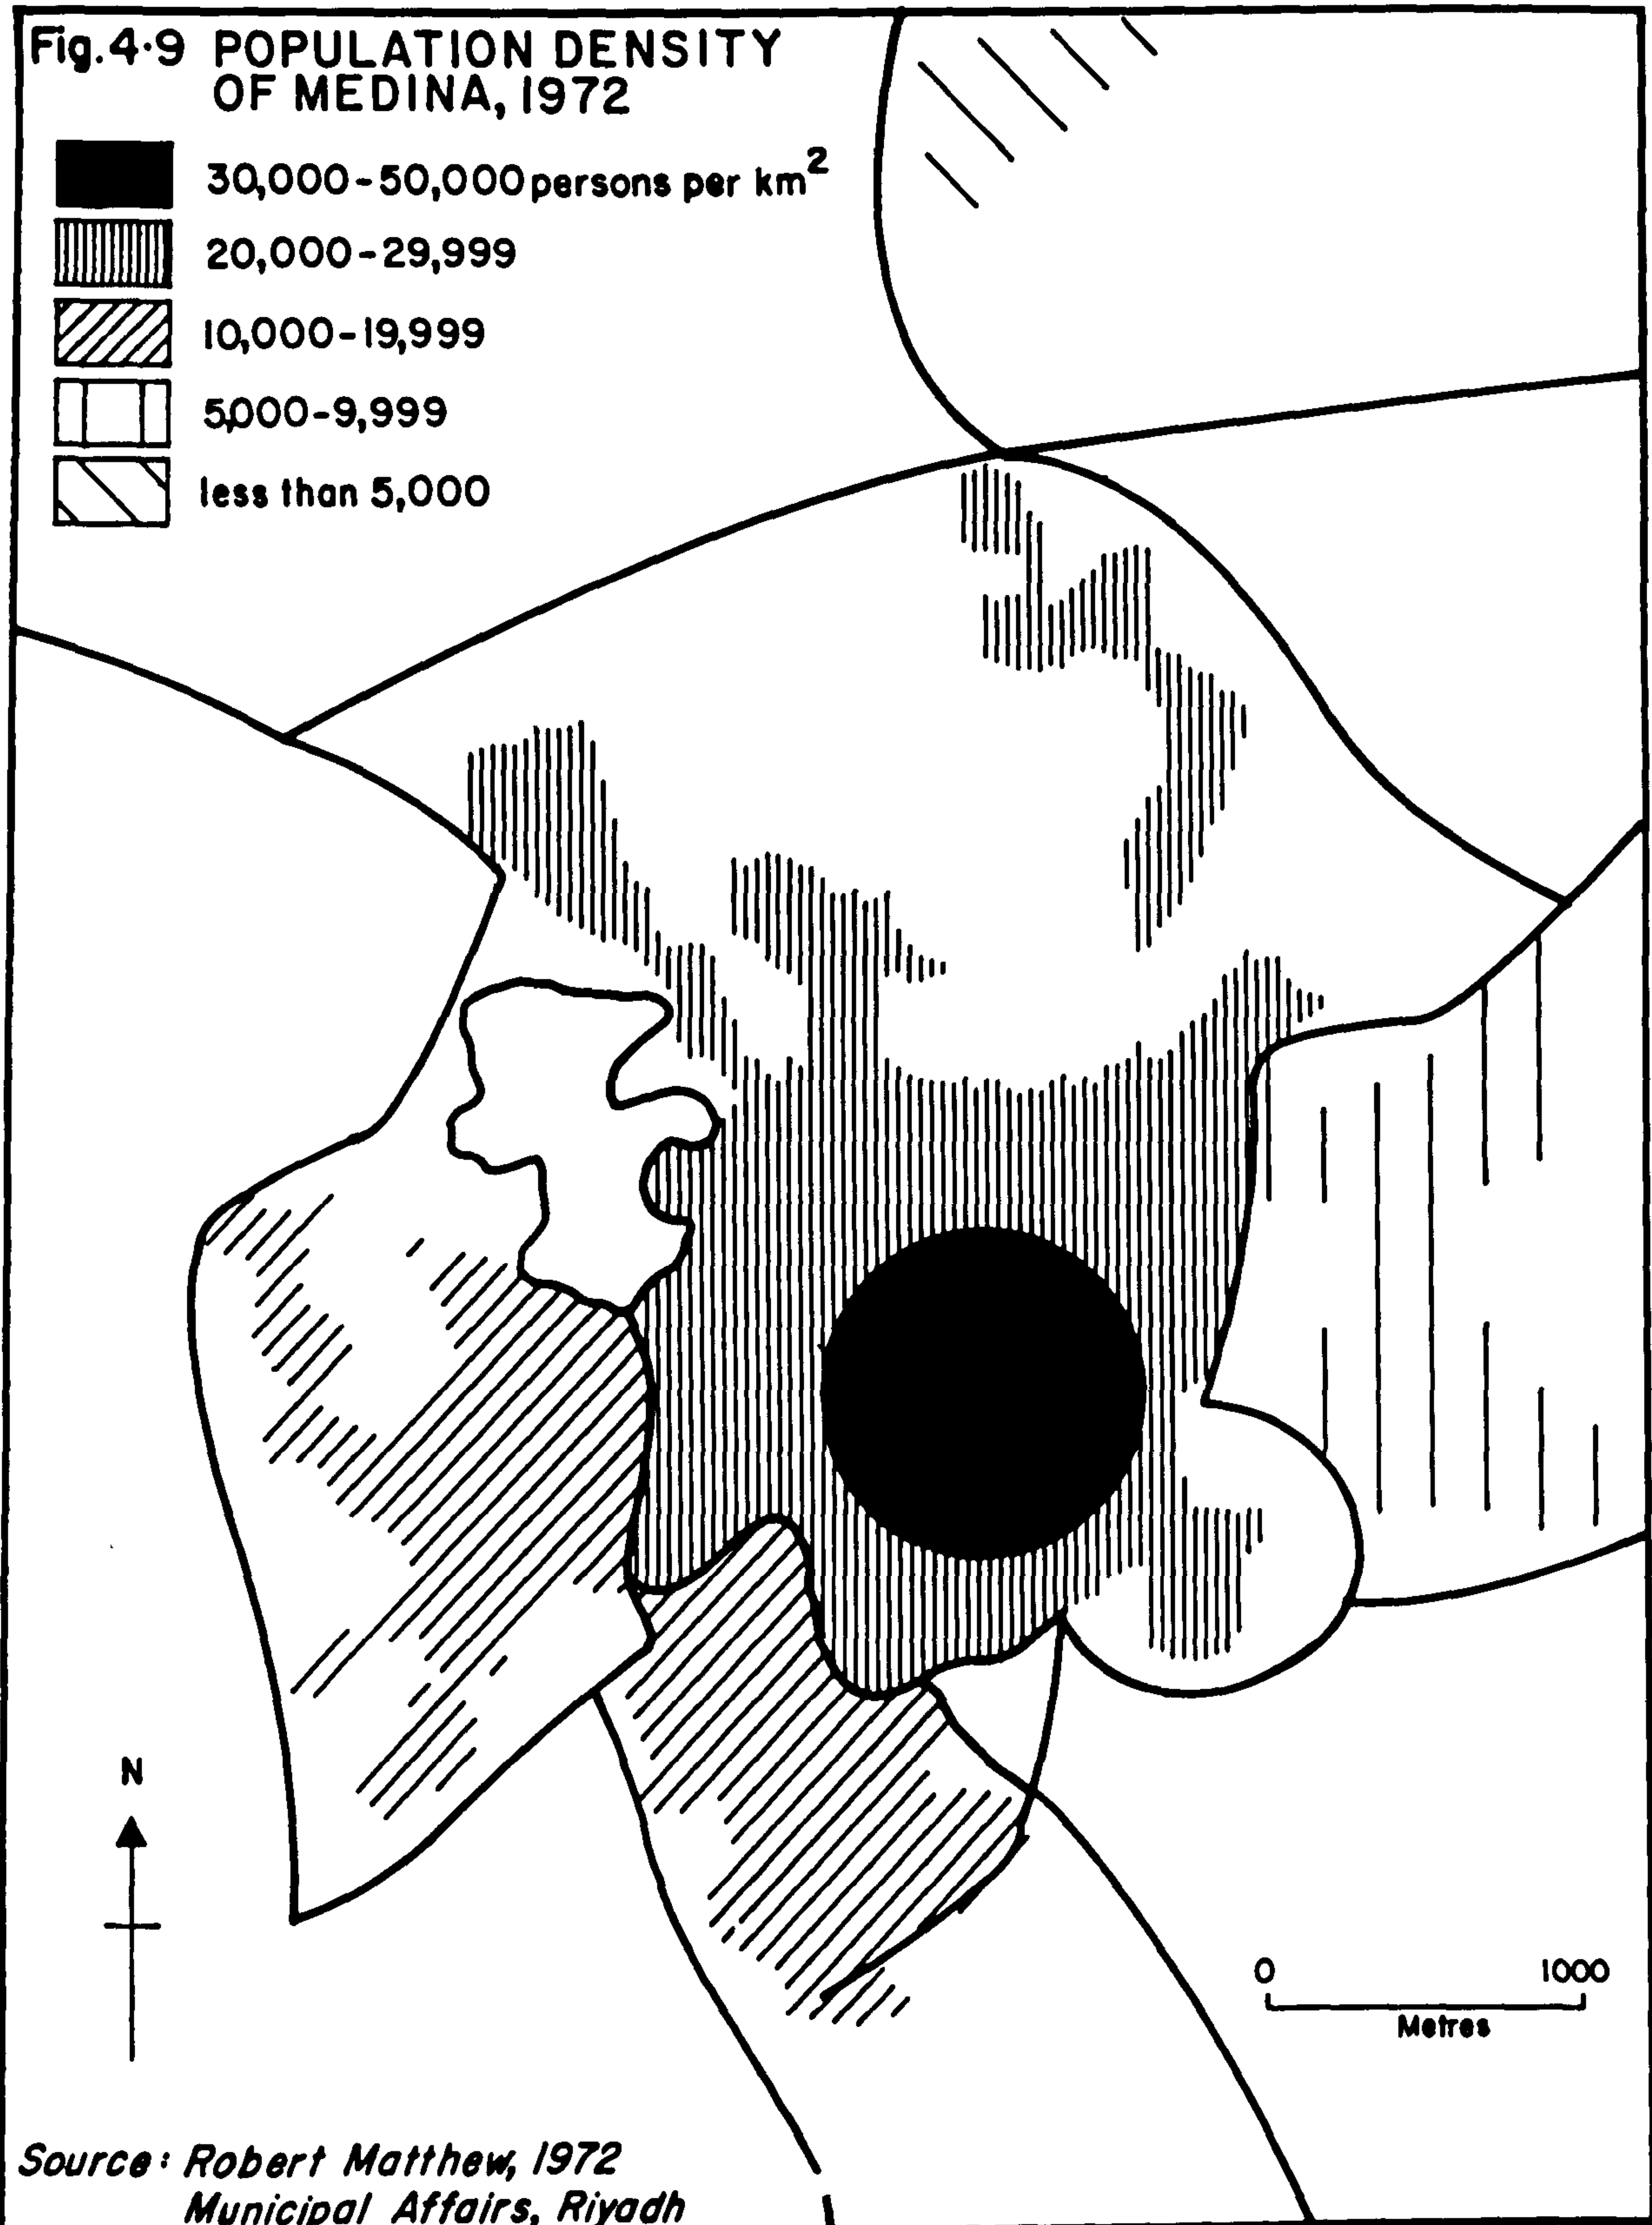 Fig.4·9 POPULATION DENSITY
OF MEDINA, 1972
30,000-50,000 persons per km²
20,000-29,999
10,000-19,999
5,000-9,999
less than 5,000
N
0 1000
Metres
Source: Robert Matthew, 1972
Municipal Affairs, Riyadh